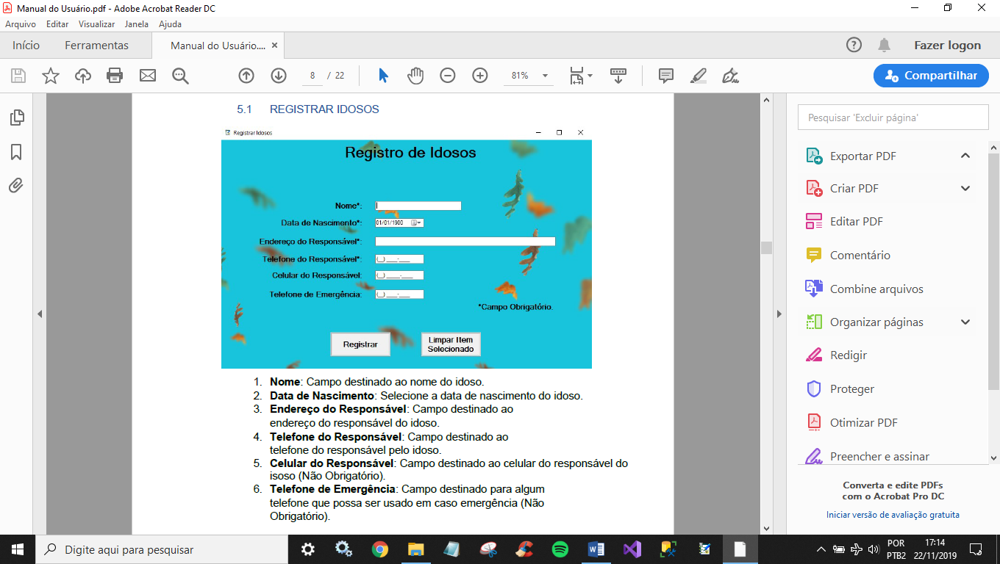 Manual do Usuário.pdf - Adobe Acrobat Reader DC
Arquivo Editar Visualizar Janela Ajuda
Início Ferramentas Manual do Usuário.... × Fazer logon
8 / 22 81% Compartilhar
5.1 REGISTRAR IDOSOS
Registrar Idosos
Registro de Idosos
Nome*:
Data de Nascimento*: 01/01/1900
Endereço do Responsável*:
Telefone do Responsável*: (__) ____-____
Celular do Responsável: (__) _____-____
Telefone de Emergência: (__) ____-____
*Campo Obrigatório.
Registrar
Limpar Item
Selecionado
1. Nome: Campo destinado ao nome do idoso.
2. Data de Nascimento: Selecione a data de nascimento do idoso.
3. Endereço do Responsável: Campo destinado ao
endereço do responsável do idoso.
4. Telefone do Responsável: Campo destinado ao
telefone do responsável pelo idoso.
5. Celular do Responsável: Campo destinado ao celular do responsável do
isoso (Não Obrigatório).
6. Telefone de Emergência: Campo destinado para algum
telefone que possa ser usado em caso emergência (Não
Obrigatório).
Pesquisar 'Excluir página'
Exportar PDF
Criar PDF
Editar PDF
Comentário
Combine arquivos
Organizar páginas
Redigir
Proteger
Otimizar PDF
Preencher e assinar
Converta e edite PDFs
com o Acrobat Pro DC
Iniciar versão de avaliação gratuita
Digite aqui para pesquisar
POR
PTB2
17:14
22/11/2019